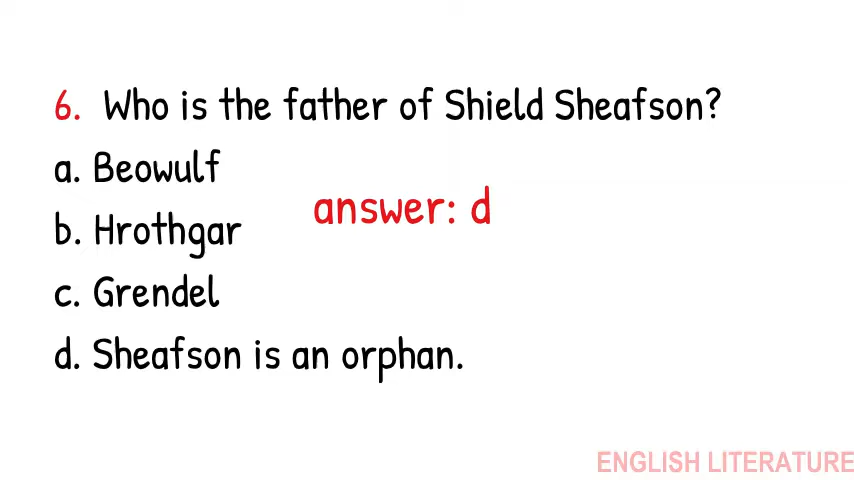 6. Who is the father of Shield Sheafson?
a. Beowulf
answer: d
b. Hrothgar
c. Grendel
d. Sheafson is an orphan.
ENGLISH LITERATURE